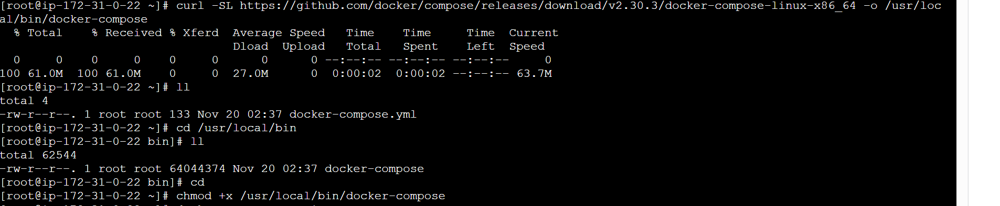 [root@ip-172-31-0-22 ~]# curl -SL https://github.com/docker/compose/releases/download/v2.30.3/docker-compose-linux-x86_64 -o /usr/loc
al/bin/docker-compose
  % Total    % Received % Xferd  Average Speed   Time    Time     Time  Current
                                 Dload  Upload   Total   Spent    Left  Speed
  0     0    0     0    0     0      0      0 --:--:-- --:--:-- --:--:--     0
100 61.0M  100 61.0M    0     0  27.0M      0  0:00:02  0:00:02 --:--:-- 63.7M
[root@ip-172-31-0-22 ~]# ll
total 4
-rw-r--r--. 1 root root 133 Nov 20 02:37 docker-compose.yml
[root@ip-172-31-0-22 ~]# cd /usr/local/bin
[root@ip-172-31-0-22 bin]# ll
total 62544
-rw-r--r--. 1 root root 64044374 Nov 20 02:37 docker-compose
[root@ip-172-31-0-22 bin]# cd
[root@ip-172-31-0-22 ~]# chmod +x /usr/local/bin/docker-compose